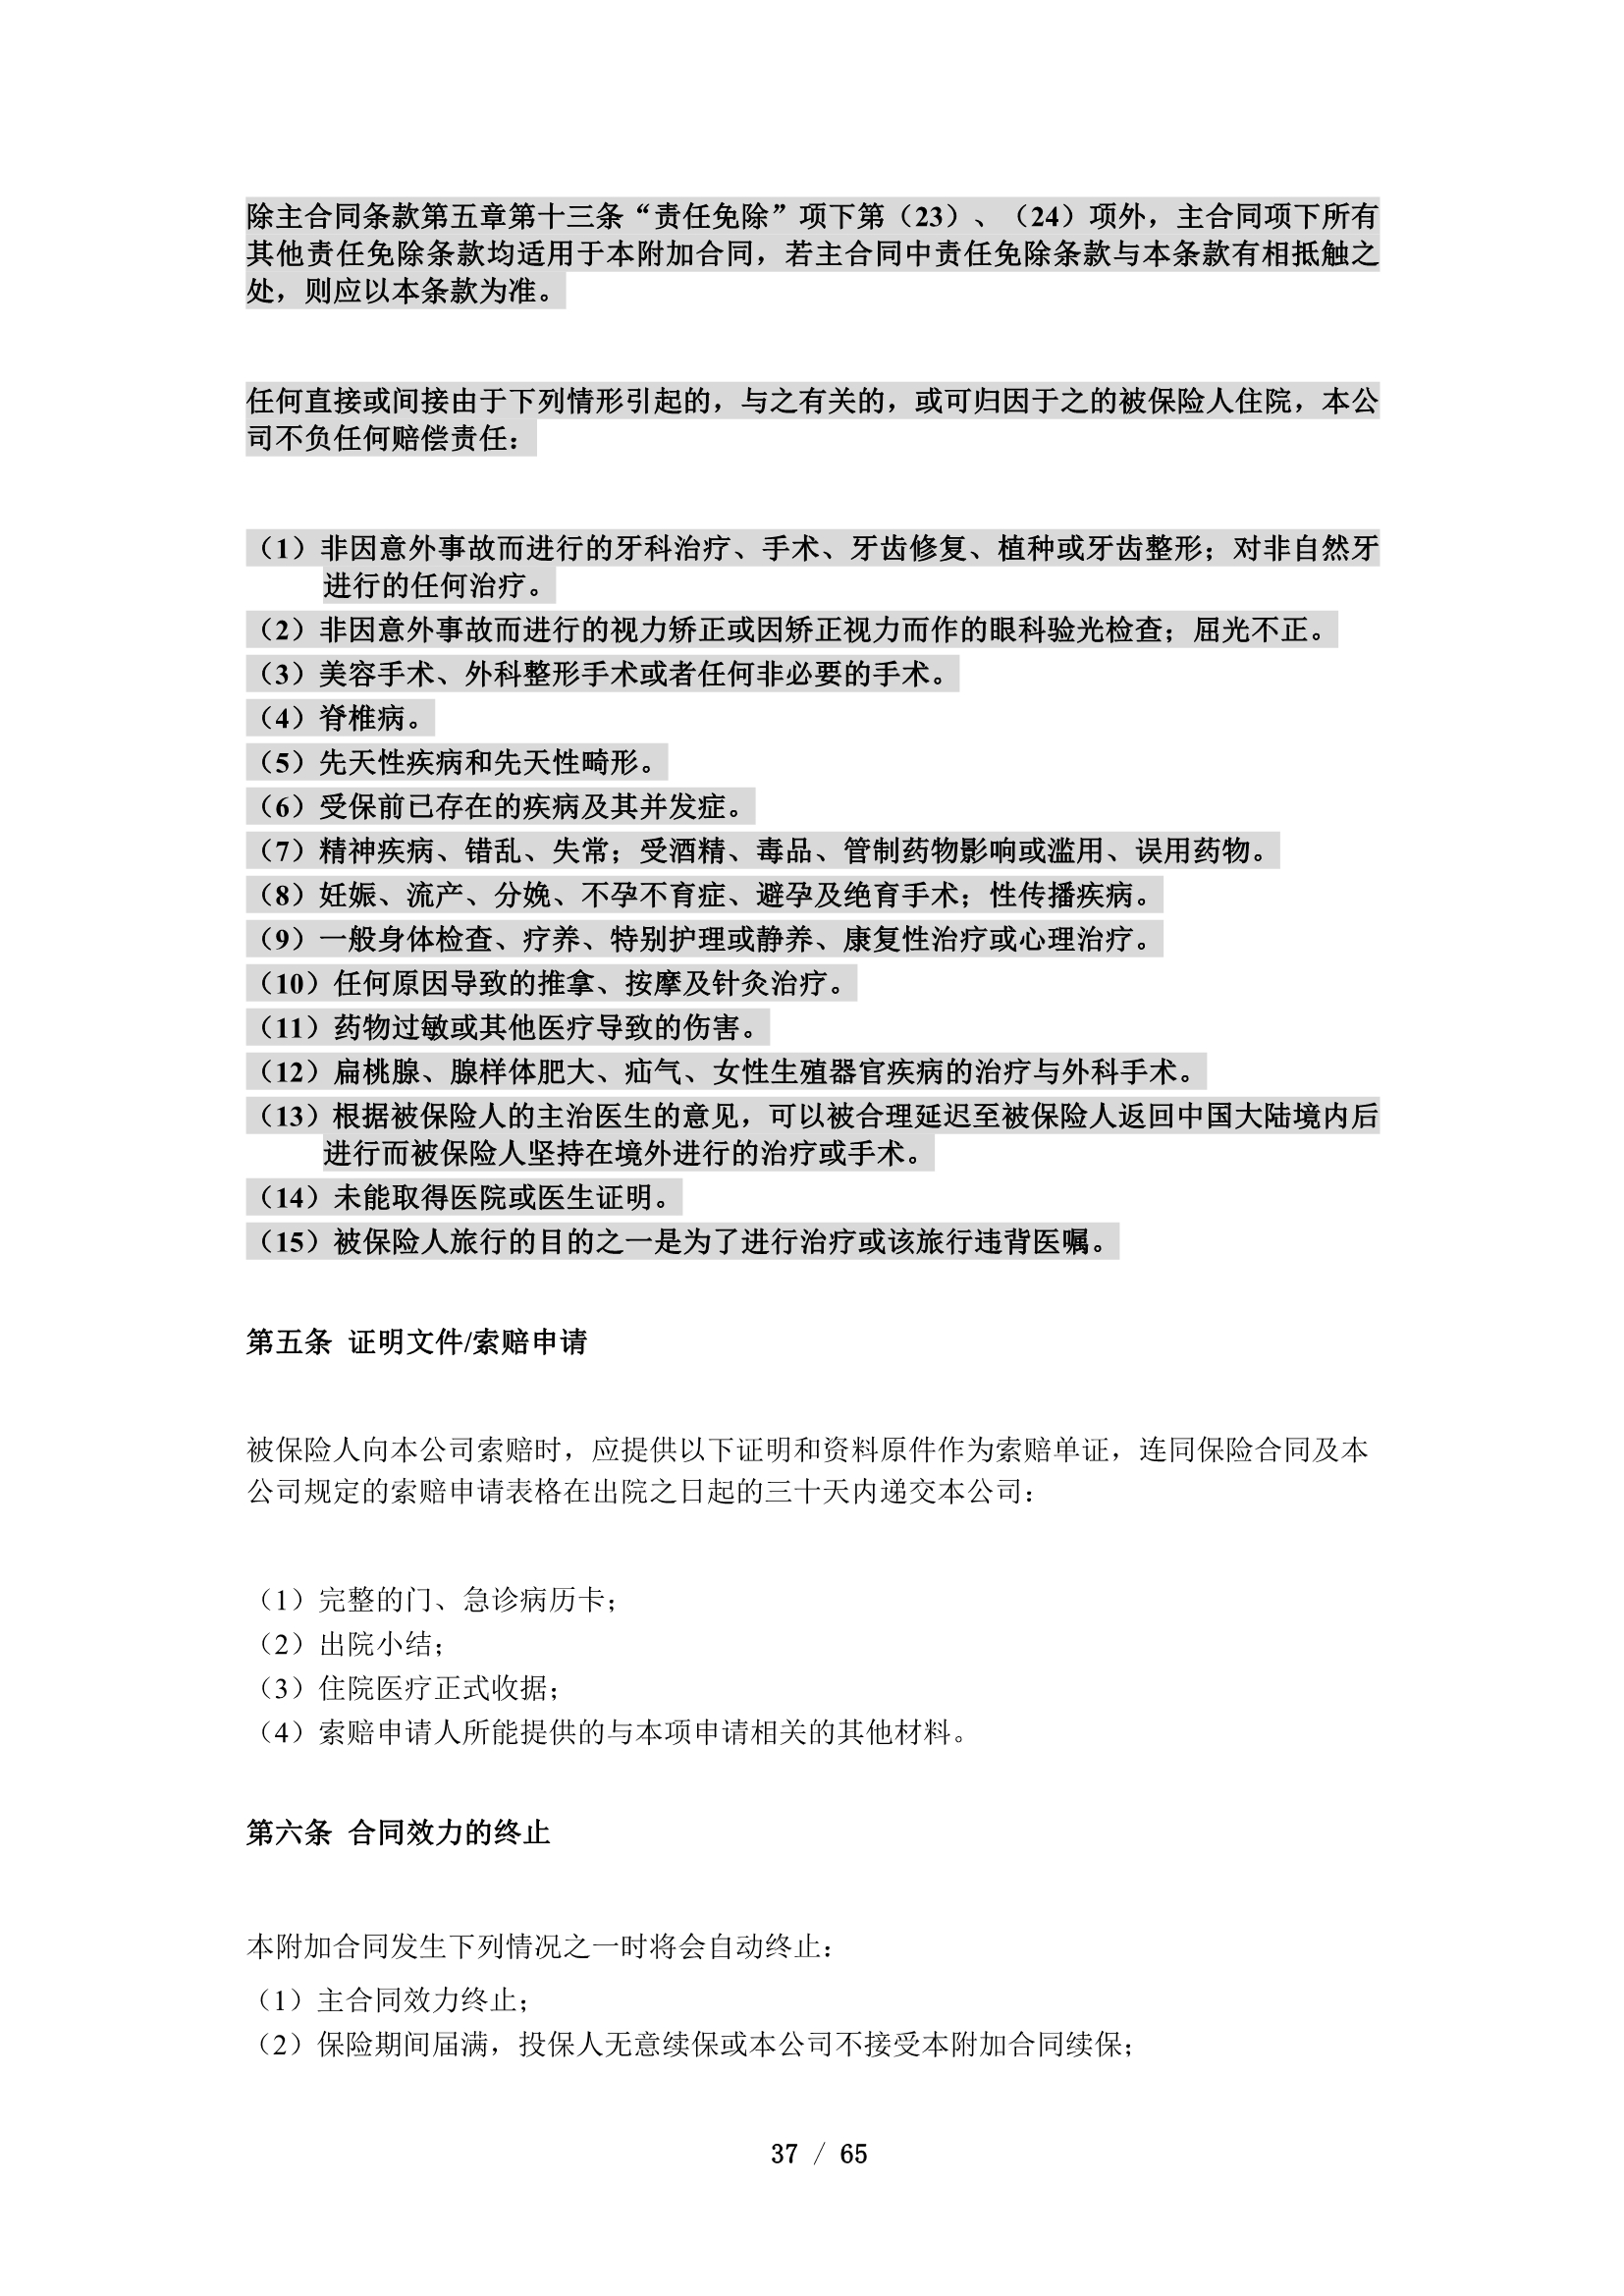 除主合同条款第五章第十三条“责任免除”项下第（23）、（24）项外，主合同项下所有
其他责任免除条款均适用于本附加合同，若主合同中责任免除条款与本条款有相抵触之
处，则应以本条款为准。
任何直接或间接由于下列情形引起的，与之有关的，或可归因于之的被保险人住院，本公
司不负任何赔偿责任：
（1）非因意外事故而进行的牙科治疗、手术、牙齿修复、植种或牙齿整形；对非自然牙
进行的任何治疗。
（2）非因意外事故而进行的视力矫正或因矫正视力而作的眼科验光检查；屈光不正。
（3）美容手术、外科整形手术或者任何非必要的手术。
（4）脊椎病。
（5）先天性疾病和先天性畸形。
（6）受保前已存在的疾病及其并发症。
（7）精神疾病、错乱、失常；受酒精、毒品、管制药物影响或滥用、误用药物。
（8）妊娠、流产、分娩、不孕不育症、避孕及绝育手术；性传播疾病。
（9）一般身体检查、疗养、特别护理或静养、康复性治疗或心理治疗。
（10）任何原因导致的推拿、按摩及针灸治疗。
（11）药物过敏或其他医疗导致的伤害。
（12）扁桃腺、腺样体肥大、疝气、女性生殖器官疾病的治疗与外科手术。
（13）根据被保险人的主治医生的意见，可以被合理延迟至被保险人返回中国大陆境内后
进行而被保险人坚持在境外进行的治疗或手术。
（14）未能取得医院或医生证明。
（15）被保险人旅行的目的之一是为了进行治疗或该旅行违背医嘱。
第五条 证明文件/索赔申请
被保险人向本公司索赔时，应提供以下证明和资料原件作为索赔单证，连同保险合同及本
公司规定的索赔申请表格在出院之日起的三十天内递交本公司：
（1）完整的门、急诊病历卡；
（2）出院小结；
（3）住院医疗正式收据；
（4）索赔申请人所能提供的与本项申请相关的其他材料。
第六条 合同效力的终止
本附加合同发生下列情况之一时将会自动终止：
（1）主合同效力终止；
（2）保险期间届满，投保人无意续保或本公司不接受本附加合同续保；
37 / 65